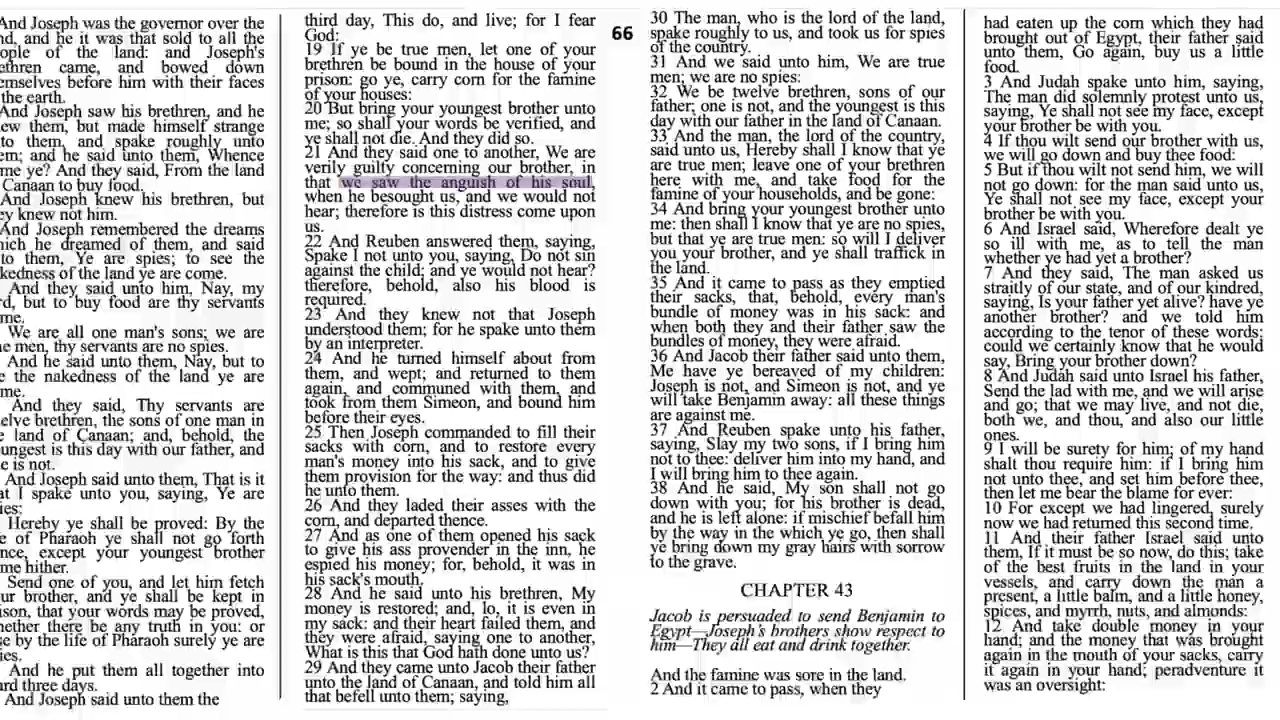 And Joseph was the governor over the
and he it was that sold to all the
of the land: and Joseph's
came, and bowed down
before him with their faces
the earth.
And Joseph saw his brethren, and he
them, but made himself strange
them, and spake roughly unto
and he said unto them, Whence
ye? And they said, From the land
Canaan to buy food.
And Joseph knew his brethren, but
knew not him.
And Joseph remembered the dreams
he dreamed of them, and said
them, Ye are spies; to see the
of the land ye are come.
And they said unto him, Nay, my
but to buy food are thy servants
We are all one man's sons; we are
men, thy servants are no spies.
And he said unto them, Nay, but to
the nakedness of the land ye are
And they said, Thy servants are
brethren, the sons of one man in
land of Canaan; and, behold, the
is this day with our father, and
is not.
And Joseph said unto them, That is it
I spake unto you, saying, Ye are
Hereby ye shall be proved: By the
of Pharaoh ye shall not go forth
except your youngest brother
hither.
Send one of you, and let him fetch
brother, and ye shall be kept in
that your words may be proved,
there be any truth in you: or
by the life of Pharaoh surely ye are
And he put them all together into
three days.
And Joseph said unto them the
third day, This do, and live; for I fear
God:
19 If ye be true men, let one of your
brethren be bound in the house of your
prison: go ye, carry corn for the famine
of your houses:
20 But bring your youngest brother unto
me; so shall your words be verified, and
ye shall not die. And they did so.
21 And they said one to another, We are
verily guilty concerning our brother, in
that we saw the anguish of his soul,
when he besought us, and we would not
hear; therefore is this distress come upon
us.
22 And Reuben answered them, saying,
Spake I not unto you, saying, Do not sin
against the child; and ye would not hear?
therefore, behold, also his blood is
required.
23 And they knew not that Joseph
understood them; for he spake unto them
by an interpreter.
24 And he turned himself about from
them, and wept; and returned to them
again, and communed with them, and
took from them Simeon, and bound him
before their eyes.
25 Then Joseph commanded to fill their
sacks with corn, and to restore every
man's money into his sack, and to give
them provision for the way: and thus did
he unto them.
26 And they laded their asses with the
corn, and departed thence.
27 And as one of them opened his sack
to give his ass provender in the inn, he
espied his money; for, behold, it was in
his sack's mouth.
28 And he said unto his brethren, My
money is restored; and, lo, it is even in
my sack: and their heart failed them, and
they were afraid, saying one to another,
What is this that God hath done unto us?
29 And they came unto Jacob their father
unto the land of Canaan, and told him all
that befell unto them; saying,
66
30 The man, who is the lord of the land,
spake roughly to us, and took us for spies
of the country.
31 And we said unto him, We are true
men; we are no spies:
32 We be twelve brethren, sons of our
father; one is not, and the youngest is this
day with our father in the land of Canaan.
33 And the man, the lord of the country,
said unto us, Hereby shall I know that ye
are true men; leave one of your brethren
here with me, and take food for the
famine of your households, and be gone:
34 And bring your youngest brother unto
me: then shall I know that ye are no spies,
but that ye are true men: so will I deliver
you your brother, and ye shall traffick in
the land.
35 And it came to pass as they emptied
their sacks, that, behold, every man's
bundle of money was in his sack: and
when both they and their father saw the
bundles of money, they were afraid.
36 And Jacob their father said unto them,
Me have ye bereaved of my children:
Joseph is not, and Simeon is not, and ye
will take Benjamin away: all these things
are against me.
37 And Reuben spake unto his father,
saying, Slay my two sons, if I bring him
not to thee: deliver him into my hand, and
I will bring him to thee again.
38 And he said, My son shall not go
down with you; for his brother is dead,
and he is left alone: if mischief befall him
by the way in the which ye go, then shall
ye bring down my gray hairs with sorrow
to the grave.
CHAPTER 43
Jacob is persuaded to send Benjamin to
Egypt—Joseph's brothers show respect to
him—They all eat and drink together.
And the famine was sore in the land.
2 And it came to pass, when they
had eaten up the corn which they had
brought out of Egypt, their father said
unto them, Go again, buy us a little
food.
3 And Judah spake unto him, saying,
The man did solemnly protest unto us,
saying, Ye shall not see my face, except
your brother be with you.
4 If thou wilt send our brother with us,
we will go down and buy thee food:
5 But if thou wilt not send him, we will
not go down: for the man said unto us,
Ye shall not see my face, except your
brother be with you.
6 And Israel said, Wherefore dealt ye
so ill with me, as to tell the man
whether ye had yet a brother?
7 And they said, The man asked us
straitly of our state, and of our kindred,
saying, Is your father yet alive? have ye
another brother? and we told him
according to the tenor of these words:
could we certainly know that he would
say, Bring your brother down?
8 And Judah said unto Israel his father,
Send the lad with me, and we will arise
and go; that we may live, and not die,
both we, and thou, and also our little
ones.
9 I will be surety for him; of my hand
shalt thou require him: if I bring him
not unto thee, and set him before thee,
then let me bear the blame for ever:
10 For except we had lingered, surely
now we had returned this second time.
11 And their father Israel said unto
them, If it must be so now, do this; take
of the best fruits in the land in your
vessels, and carry down the man a
present, a little balm, and a little honey,
spices, and myrrh, nuts, and almonds:
12 And take double money in your
hand; and the money that was brought
again in the mouth of your sacks, carry
it again in your hand; peradventure it
was an oversight: